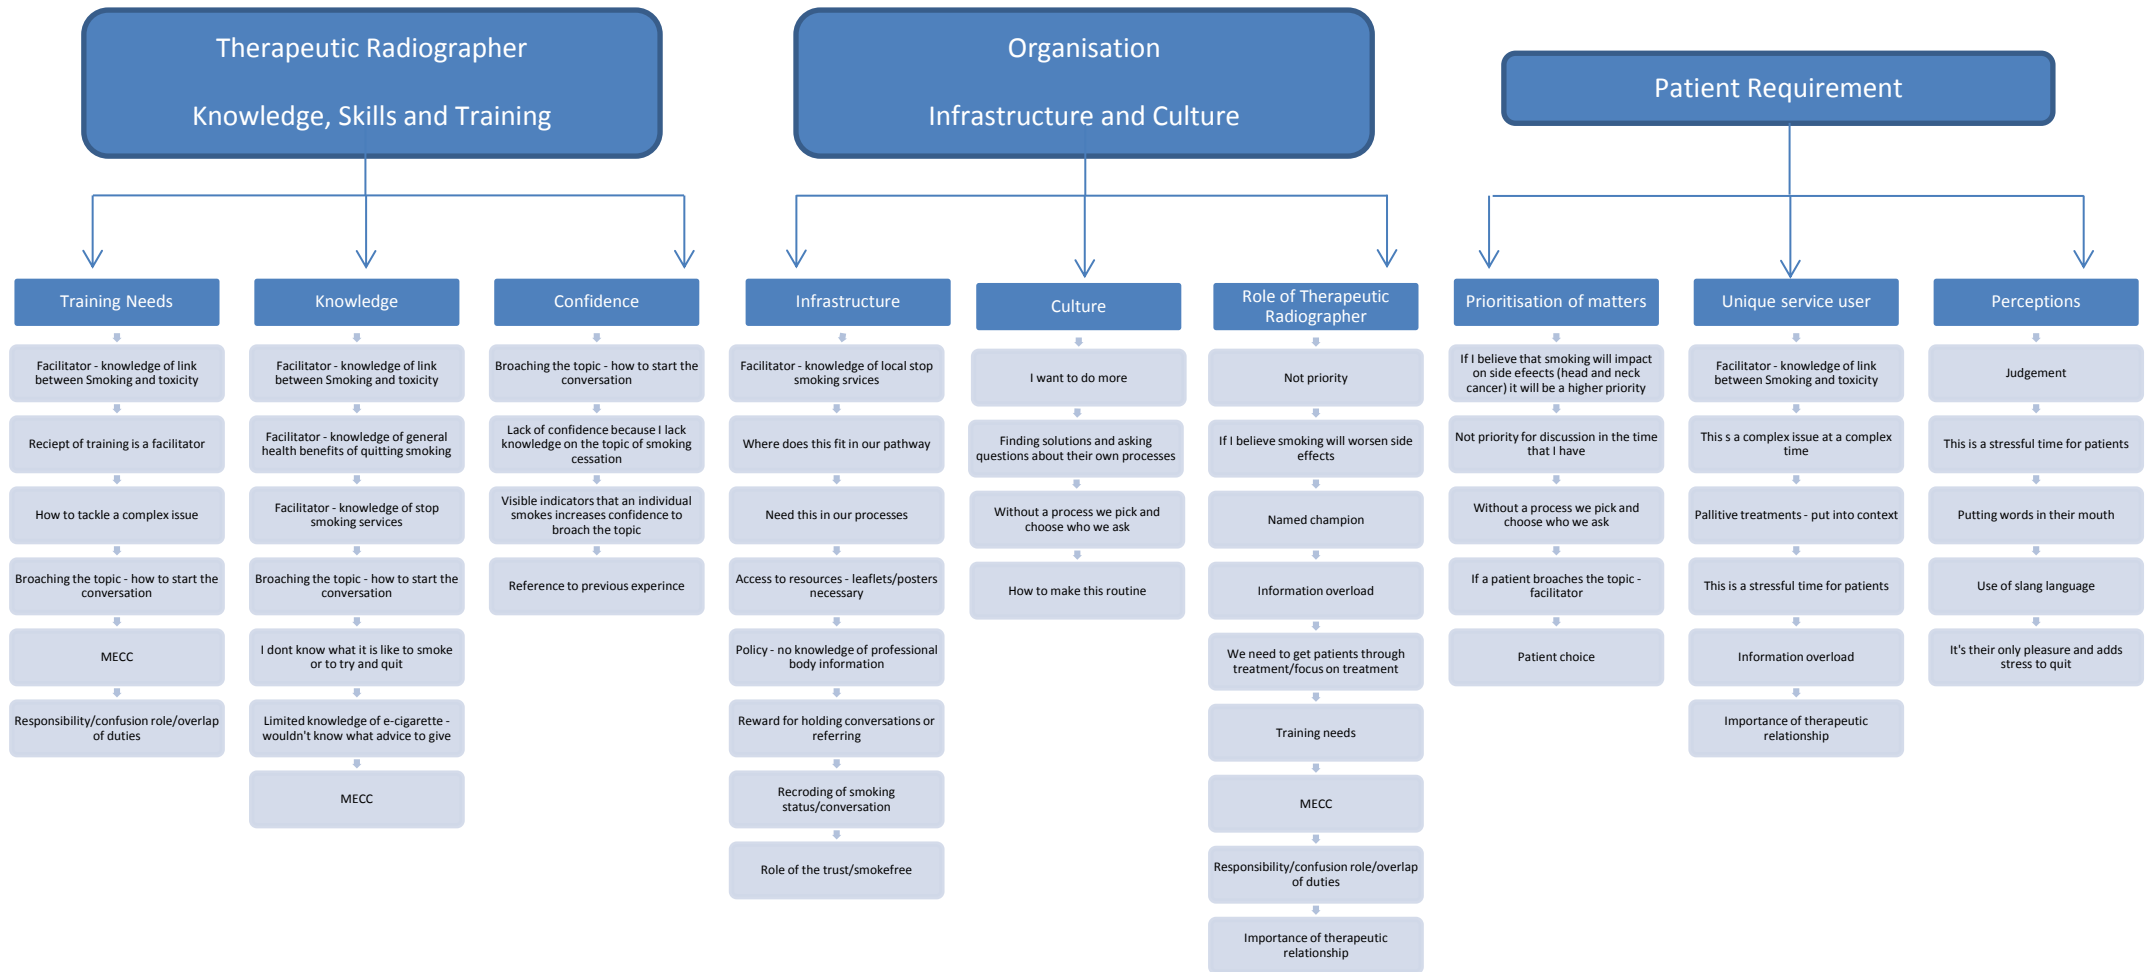 Therapeutic Radiographer
Knowledge, Skills and Training
Organisation
Infrastructure and Culture
Patient Requirement
Training Needs
Facilitator - knowledge of link
between Smoking and toxicity
Reciept of training is a facilitator
How to tackle a complex issue
Broaching the topic - how to start the
conversation
MECC
Responsibility/confusion role/overlap
of duties
Knowledge
Facilitator - knowledge of link
between Smoking and toxicity
Facilitator - knowledge of general
health benefits of quitting smoking
Facilitator - knowledge of stop
smoking services
Broaching the topic - how to start the
conversation
I dont know what it is like to smoke
or to try and quit
Limited knowledge of e-cigarette -
wouldn't know what advice to give
MECC
Confidence
Broaching the topic - how to start the
conversation
Lack of confidence because I lack
knowledge on the topic of smoking
cessation
Visible indicators that an individual
smokes increases confidence to
broach the topic
Reference to previous experince
Infrastructure
Facilitator - knowledge of local stop
smoking srvices
Where does this fit in our pathway
Need this in our processes
Access to resources - leaflets/posters
necessary
Policy - no knowledge of professional
body information
Reward for holding conversations or
referring
Recroding of smoking
status/conversation
Role of the trust/smokefree
Culture
I want to do more
Finding solutions and asking
questions about their own processes
Without a process we pick and
choose who we ask
How to make this routine
Role of Therapeutic
Radiographer
Not priority
If I believe smoking will worsen side
effects
Named champion
Information overload
We need to get patients through
treatment/focus on treatment
Training needs
MECC
Responsibility/confusion role/overlap
of duties
Importance of therapeutic
relationship
Prioritisation of matters
If I believe that smoking will impact
on side efeects (head and neck
cancer) it will be a higher priority
Not priority for discussion in the time
that I have
Without a process we pick and
choose who we ask
If a patient broaches the topic -
facilitator
Patient choice
Unique service user
Facilitator - knowledge of link
between Smoking and toxicity
This s a complex issue at a complex
time
Pallitive treatments - put into context
This is a stressful time for patients
Information overload
Importance of therapeutic
relationship
Perceptions
Judgement
This is a stressful time for patients
Putting words in their mouth
Use of slang language
It's their only pleasure and adds
stress to quit